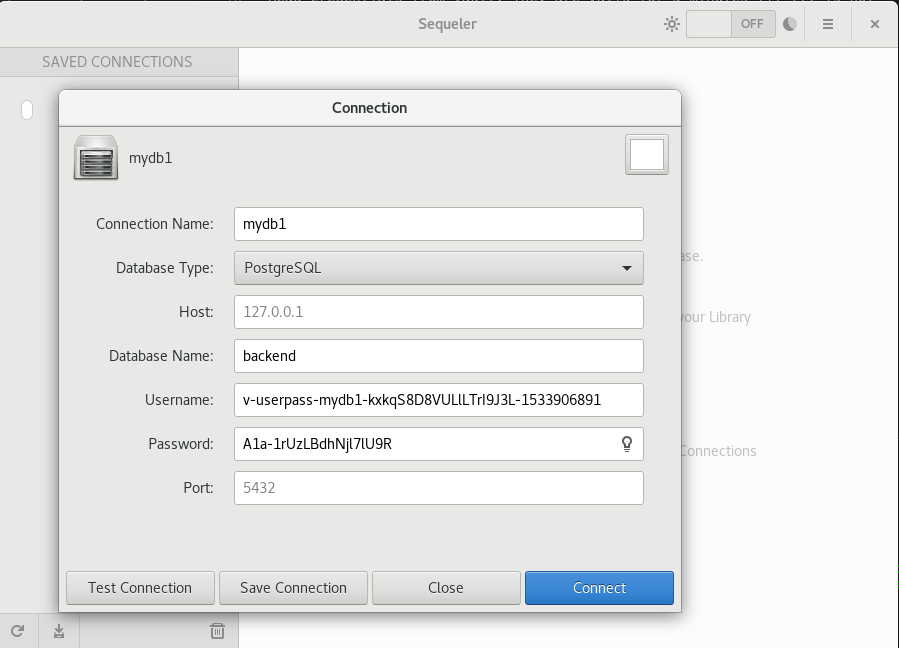 Sequeler
OFF
SAVED CONNECTIONS
Connection
mydb1
Connection Name: mydb1
Database Type: PostgreSQL
ase.
Host: 127.0.0.1
your Library
Database Name: backend
Username: v-userpass-mydb1-kxkqS8D8VULlLTrI9J3L-1533906891
Password: A1a-1rUzLBdhNjl7lU9R
Connections
Port: 5432
Test Connection Save Connection Close Connect